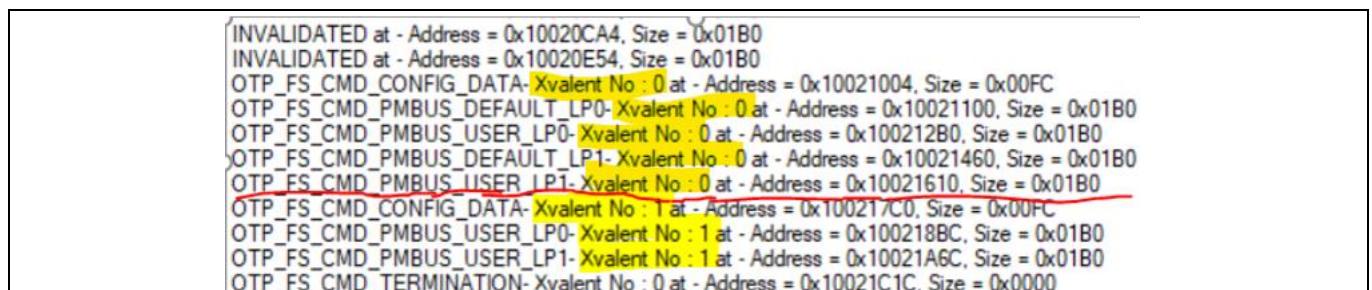 INVALIDATED at - Address = 0x10020CA4, Size = 0x01B0
INVALIDATED at - Address = 0x10020E54, Size = 0x01B0
OTP_FS_CMD_CONFIG_DATA- Xvalent No : 0 at - Address = 0x10021004, Size = 0x00FC
OTP_FS_CMD_PMBUS_DEFAULT_LP0- Xvalent No : 0 at - Address = 0x10021100, Size = 0x01B0
OTP_FS_CMD_PMBUS_USER_LP0- Xvalent No : 0 at - Address = 0x100212B0, Size = 0x01B0
OTP_FS_CMD_PMBUS_DEFAULT_LP1- Xvalent No : 0 at - Address = 0x10021460, Size = 0x01B0
OTP_FS_CMD_PMBUS_USER_LP1- Xvalent No : 0 at - Address = 0x10021610, Size = 0x01B0
OTP_FS_CMD_CONFIG_DATA- Xvalent No : 1 at - Address = 0x100217C0, Size = 0x00FC
OTP_FS_CMD_PMBUS_USER_LP0- Xvalent No : 1 at - Address = 0x100218BC, Size = 0x01B0
OTP_FS_CMD_PMBUS_USER_LP1- Xvalent No : 1 at - Address = 0x10021A6C, Size = 0x01B0
OTP_FS_CMD_TERMINATION- Xvalent No : 0 at - Address = 0x10021C1C, Size = 0x0000